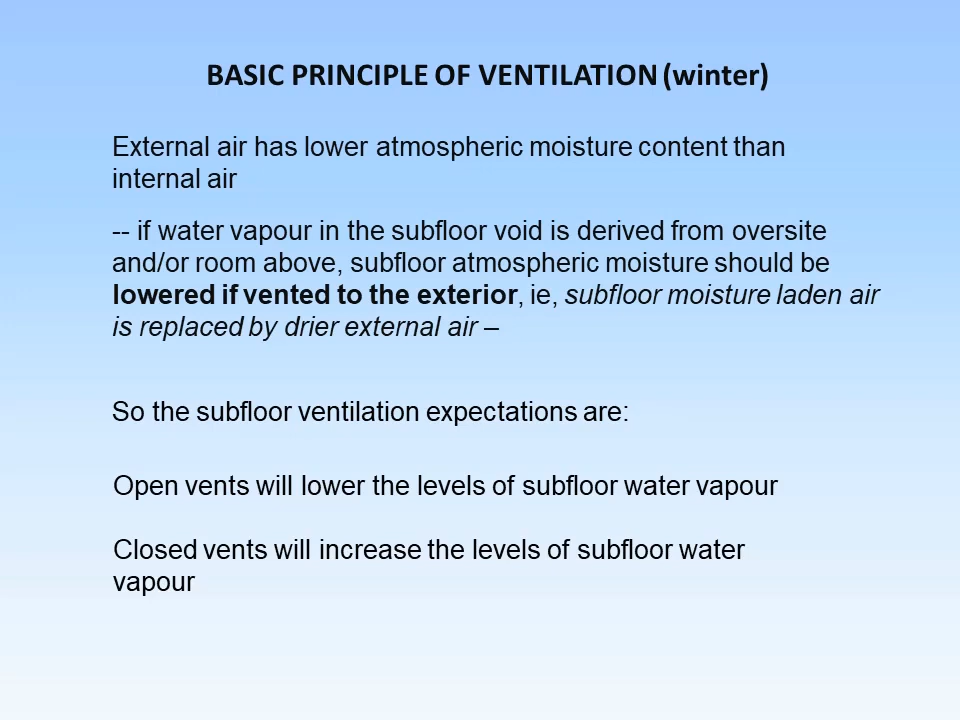 BASIC PRINCIPLE OF VENTILATION (winter)
External air has lower atmospheric moisture content than
internal air
-- if water vapour in the subfloor void is derived from oversite
and/or room above, subfloor atmospheric moisture should be
lowered if vented to the exterior, ie, subfloor moisture laden air
is replaced by drier external air –
So the subfloor ventilation expectations are:
Open vents will lower the levels of subfloor water vapour
Closed vents will increase the levels of subfloor water
vapour